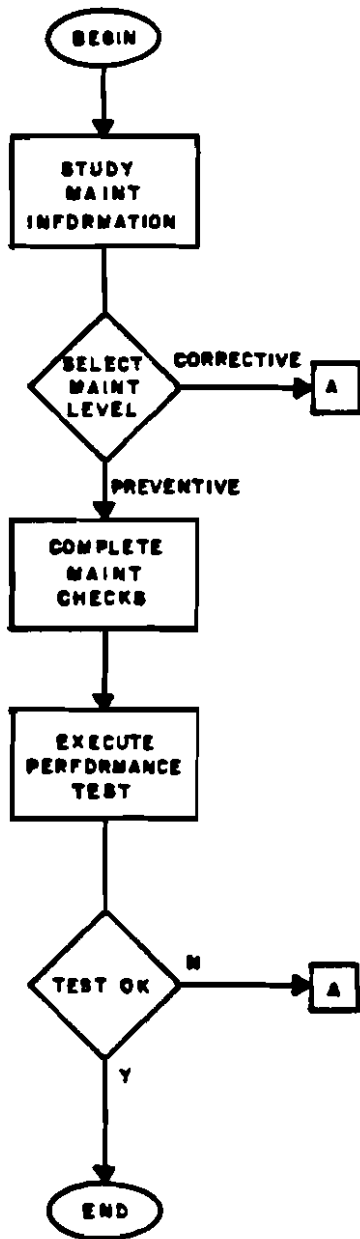 BEGIN
STUDY
MAINT
INFORMATION
SELECT
MAINT
LEVEL
CORRECTIVE
A
PREVENTIVE
COMPLETE
MAINT
CHECKS
EXECUTE
PERFORMANCE
TEST
TEST OK
N
A
Y
END